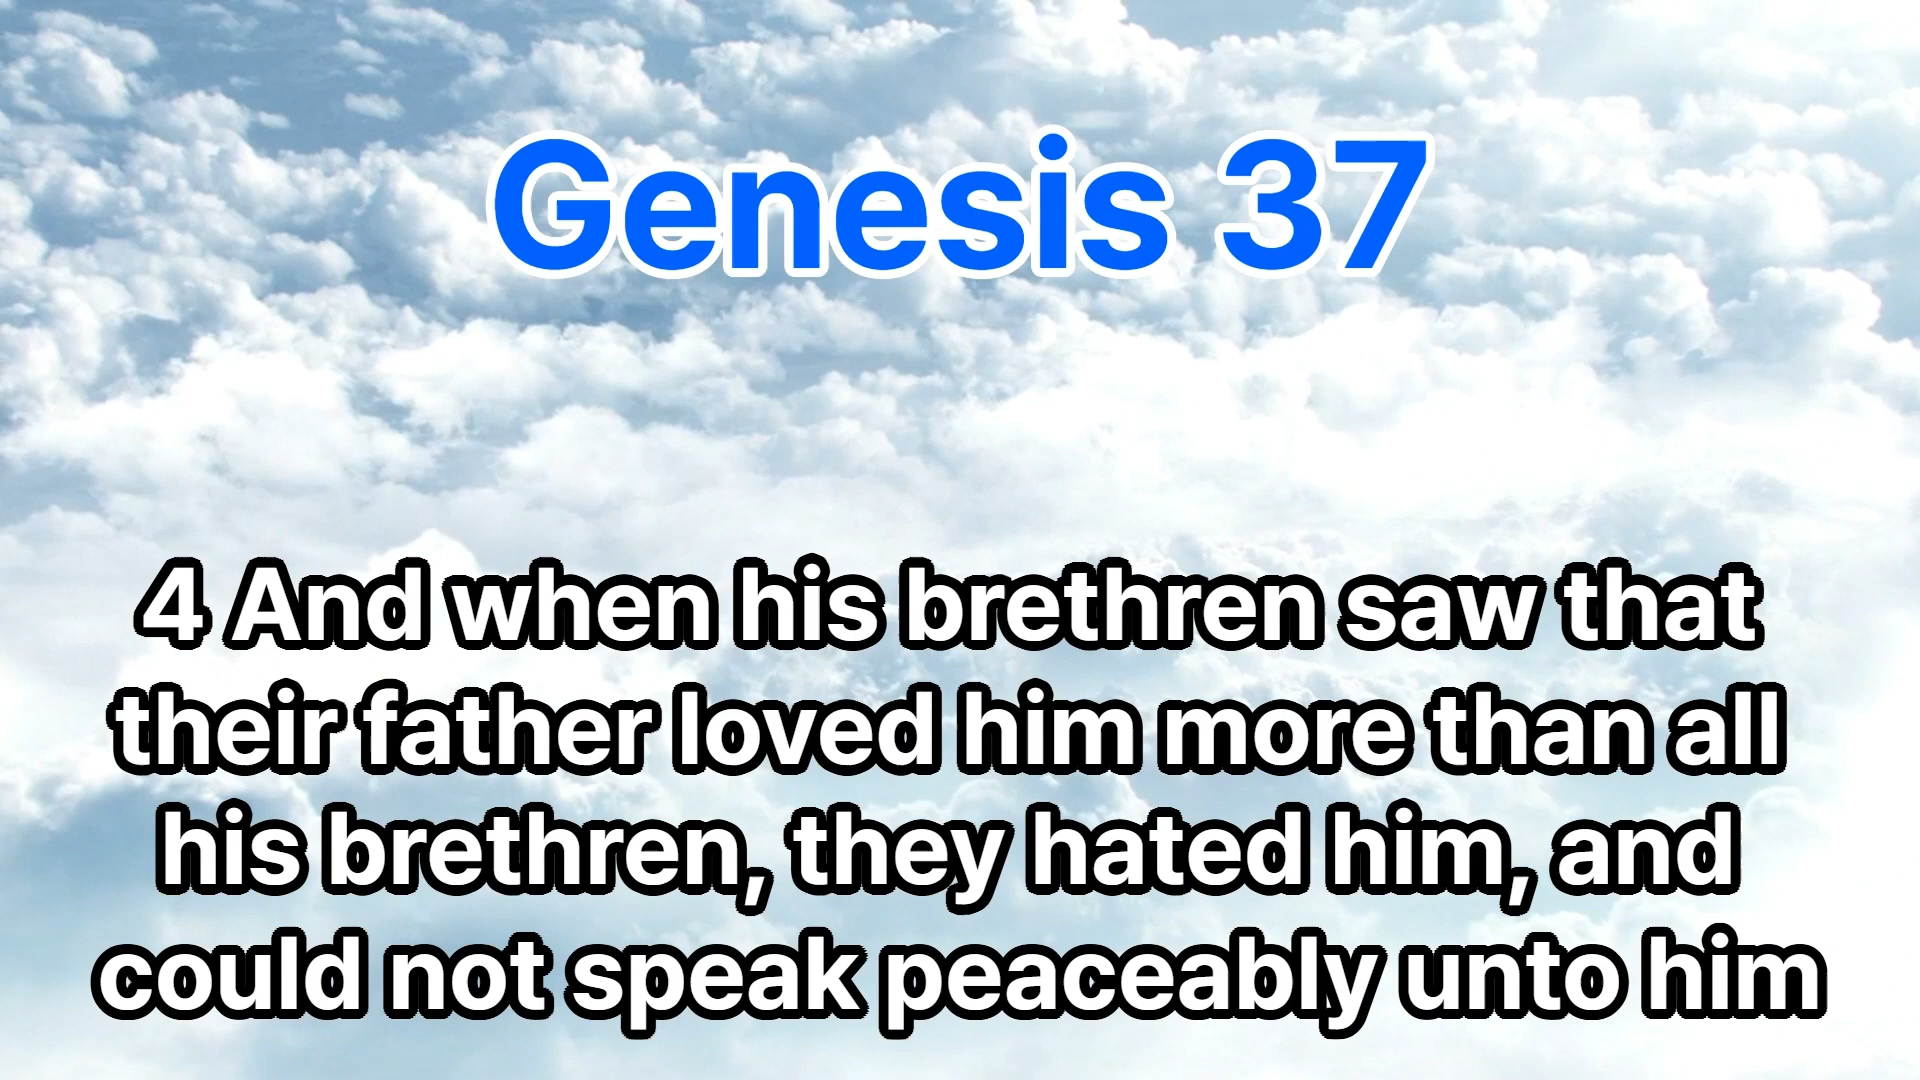 Genesis 37
4 And when his brethren saw that
their father loved him more than all
his brethren, they hated him, and
could not speak peaceably unto him